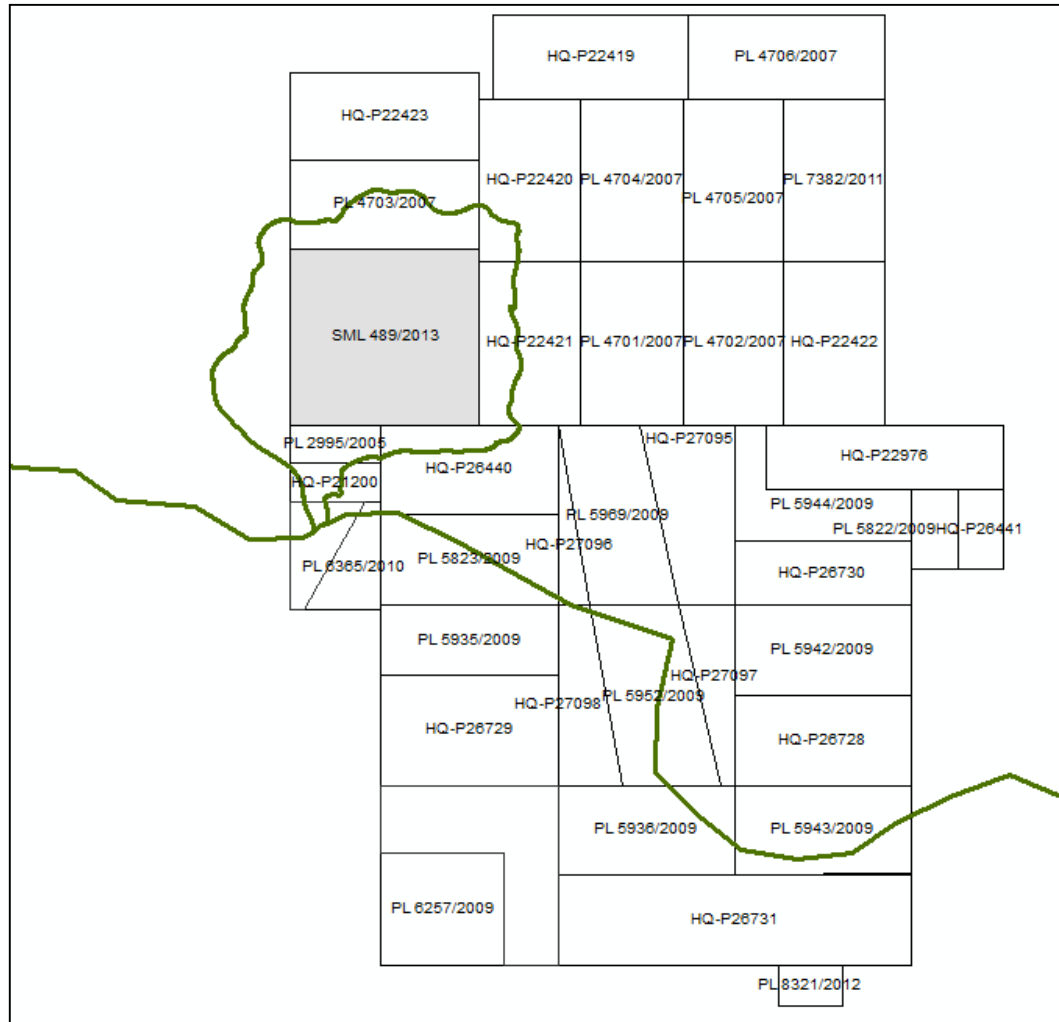 HQ-P22419
PL 4706/2007
HQ-P22423
HQ-P22420
PL 4704/2007
PL 4705/2007
PL 7382/2011
PL 4703/2007
SML 489/2013
HQ-P22421
PL 4701/2007
PL 4702/2007
HQ-P22422
PL 2995/2005
HQ-P21200
HQ-P26440
HQ-P27095
HQ-P22976
PL 5969/2009
PL 5944/2009
PL 5822/2009
HQ-P26441
PL 6365/2010
PL 5823/2009
HQ-P27096
HQ-P26730
PL 5935/2009
PL 5942/2009
HQ-P27097
PL 5952/2009
HQ-P27098
HQ-P26729
HQ-P26728
PL 5936/2009
PL 5943/2009
PL 6257/2009
HQ-P26731
PL 8321/2012